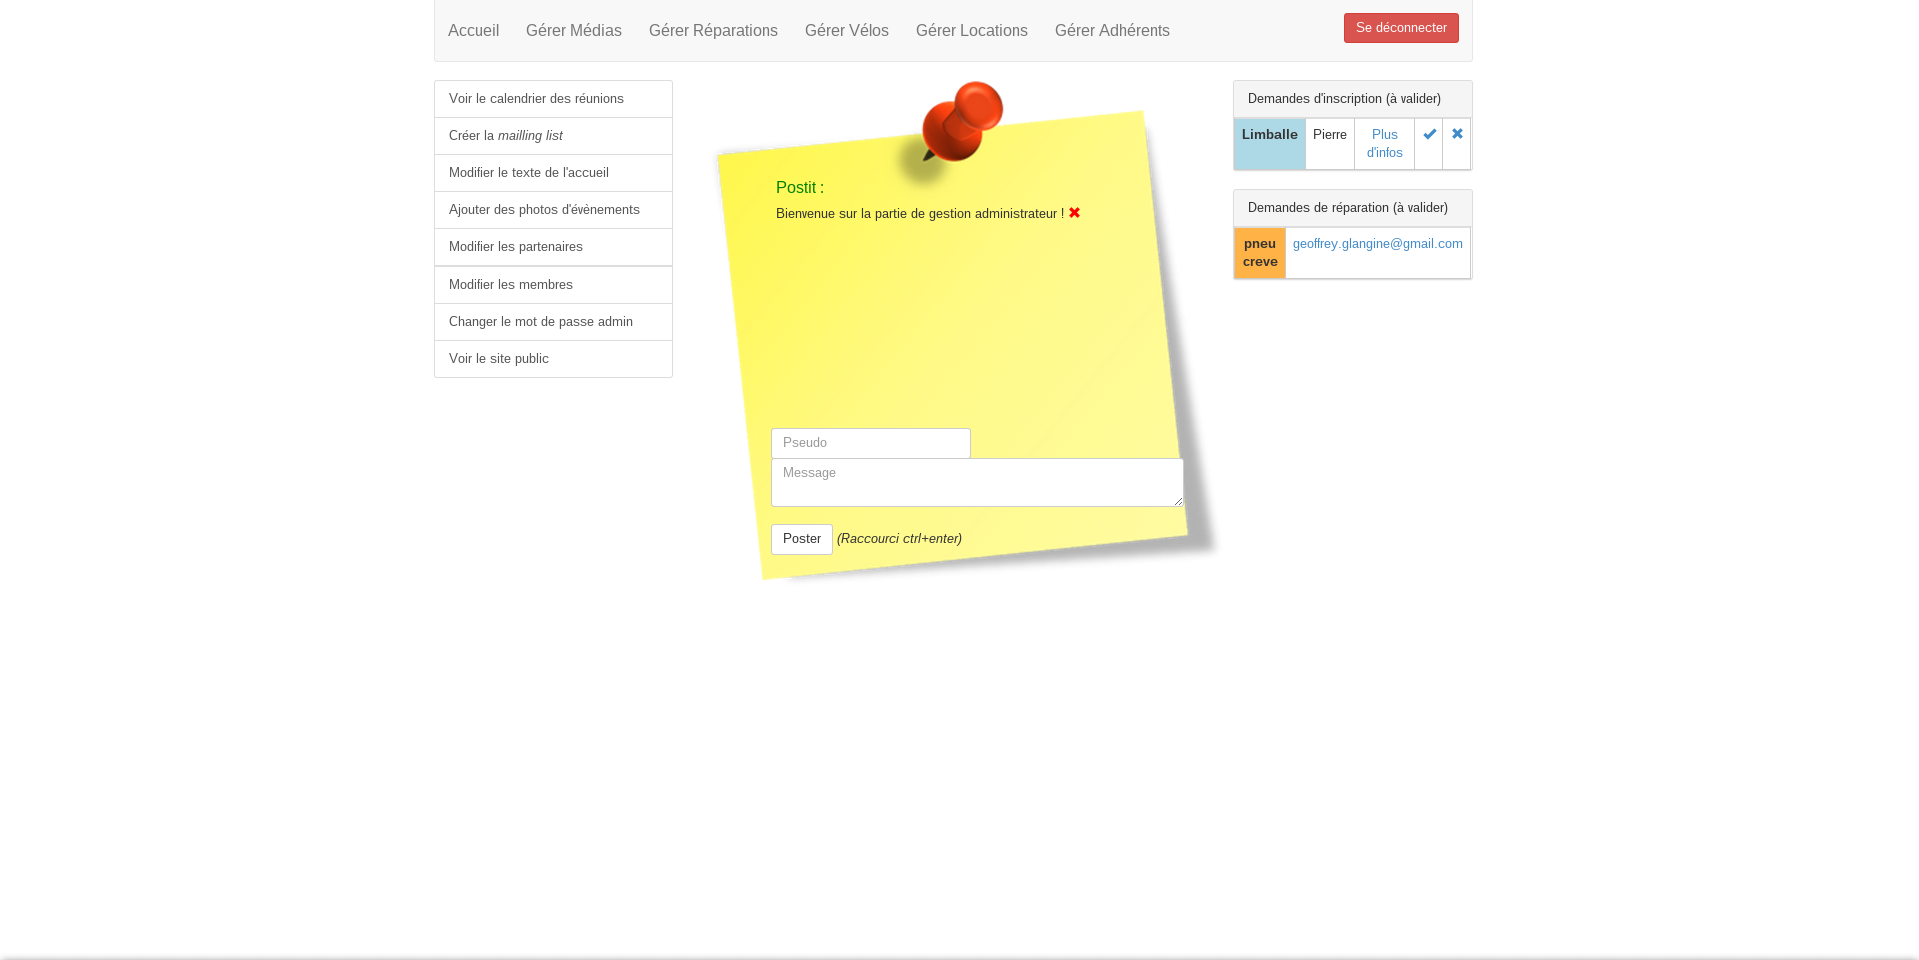 Accueil Gérer Médias Gérer Réparations Gérer Vélos Gérer Locations Gérer Adhérents Se déconnecter
Voir le calendrier des réunions
Créer la mailling list
Modifier le texte de l'accueil
Ajouter des photos d'évènements
Modifier les partenaires
Modifier les membres
Changer le mot de passe admin
Voir le site public
Postit :
Bienvenue sur la partie de gestion administrateur !
Pseudo
Message
Poster (Raccourci ctrl+enter)
Demandes d'inscription (à valider)
Limballe Pierre Plus
d'infos
Demandes de réparation (à valider)
pneu geoffrey.glangine@gmail.com
creve